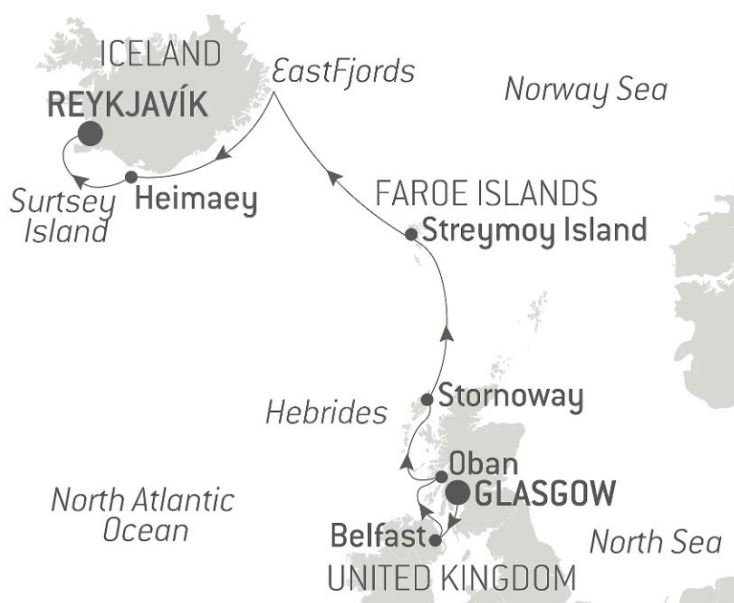 ICELAND
EastFjords
Norway Sea
REYKJAVÍK
Heimaey
Surtsey
Island
FAROE ISLANDS
Streymoy Island
Stornoway
Hebrides
Oban
GLASGOW
North Atlantic
Ocean
Belfast
North Sea
UNITED KINGDOM